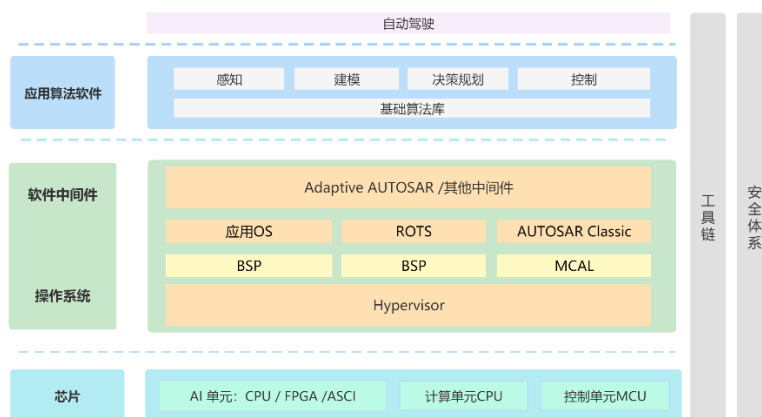 自动驾驶
应用算法软件
感知
建模
决策规划
控制
基础算法库
软件中间件
Adaptive AUTOSAR /其他中间件
应用OS
ROTS
AUTOSAR Classic
BSP
BSP
MCAL
操作系统
Hypervisor
芯片
AI 单元：CPU / FPGA /ASCI
计算单元CPU
控制单元MCU
工具链
安全体系